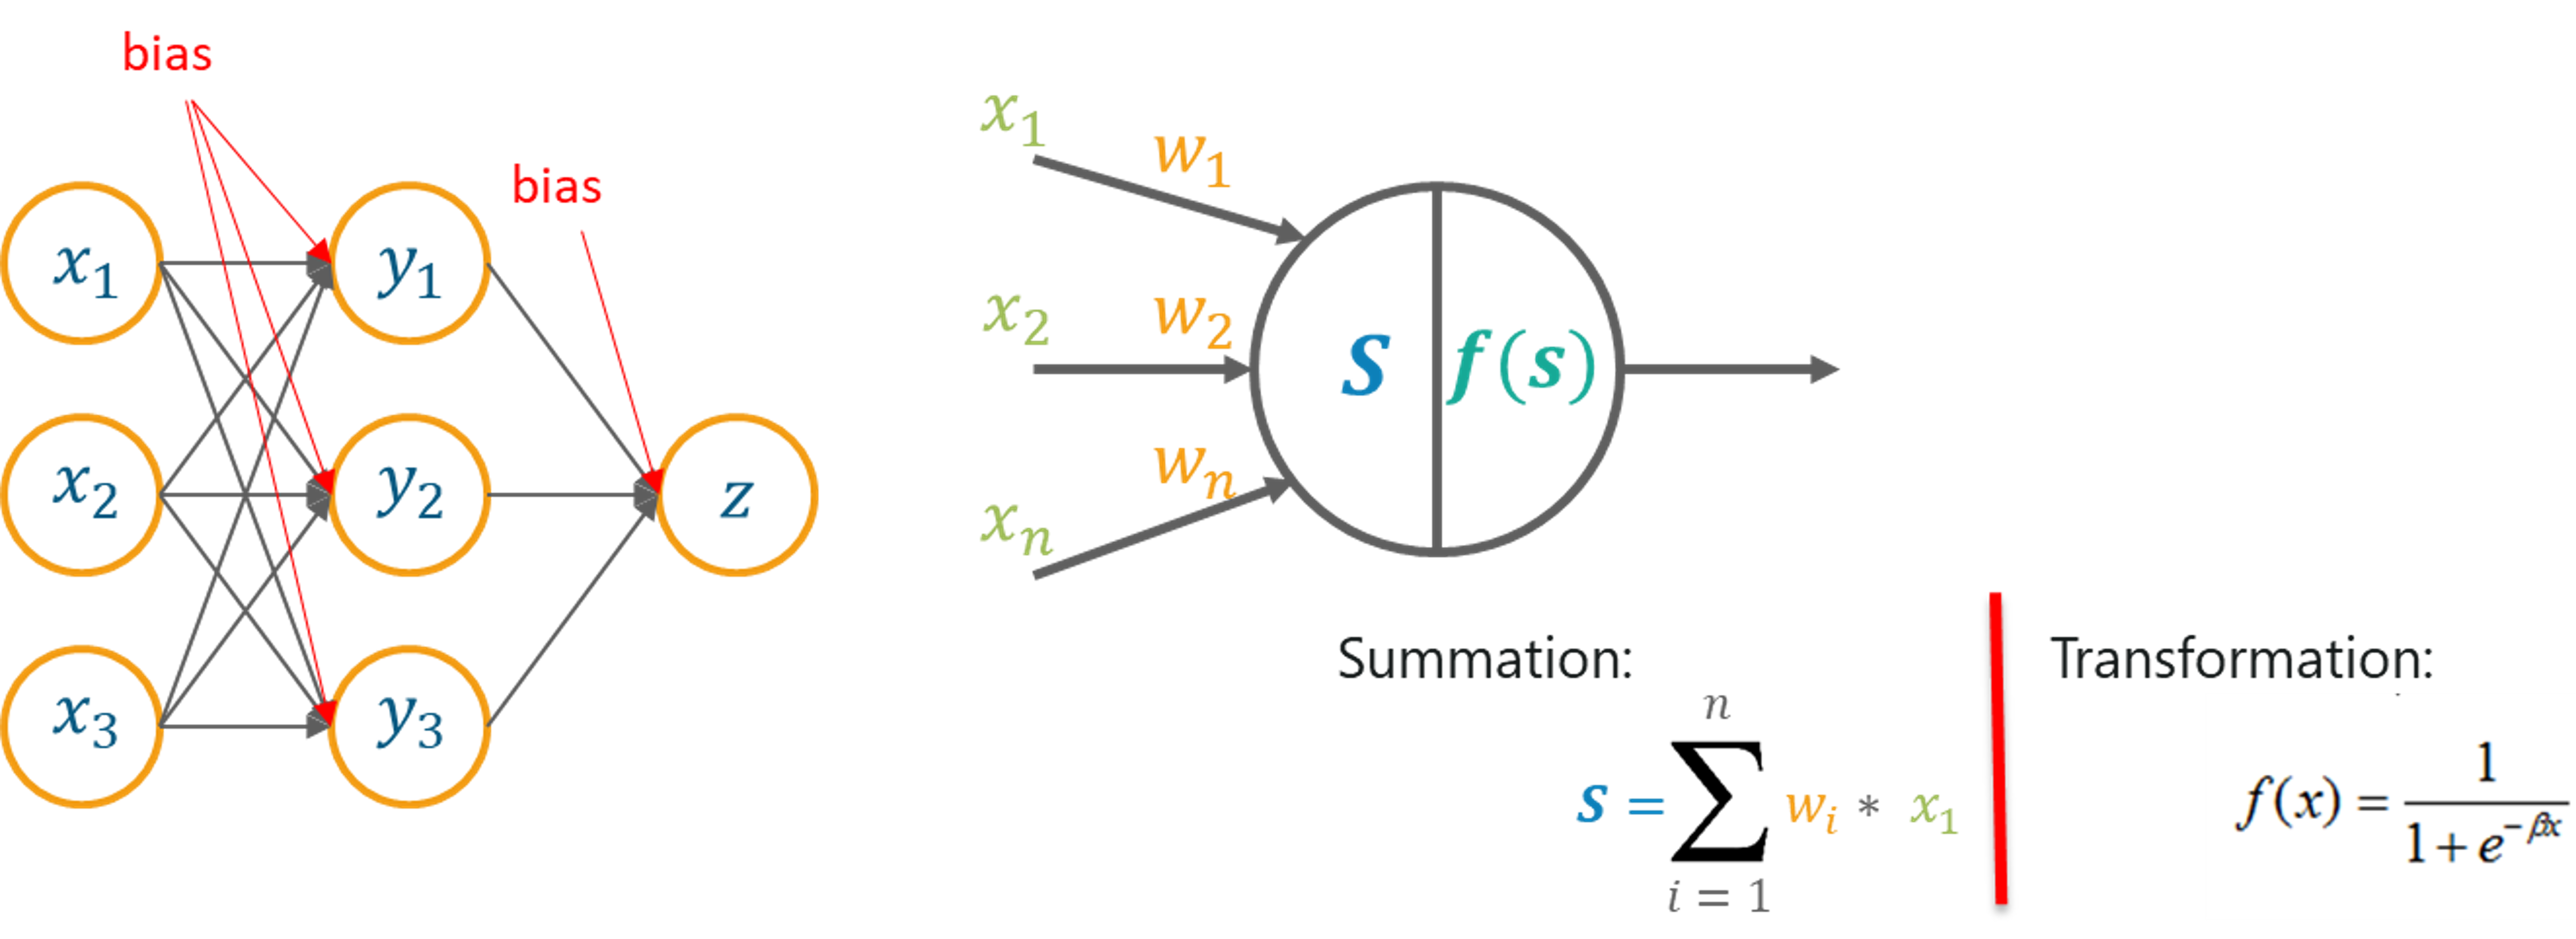 bias
bias
x₁
x₂
x₃
y₁
y₂
y₃
z
x₁
w₁
x₂
w₂
xₙ
wₙ
S
f(s)
Summation:
s = ∑ⁿᵢ₌₁ wᵢ * x₁
Transformation:
f(x) = 1 / (1 + e^(-βx))